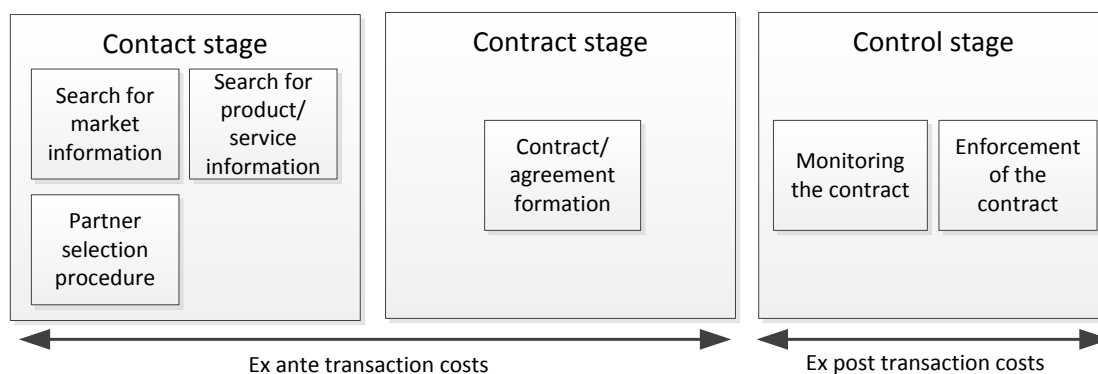 Contact stage
Search for
market
information
Search for
product/
service
information
Partner
selection
procedure
Contract stage
Contract/
agreement
formation
Control stage
Monitoring
the contract
Enforcement
of the
contract
Ex ante transaction costs
Ex post transaction costs